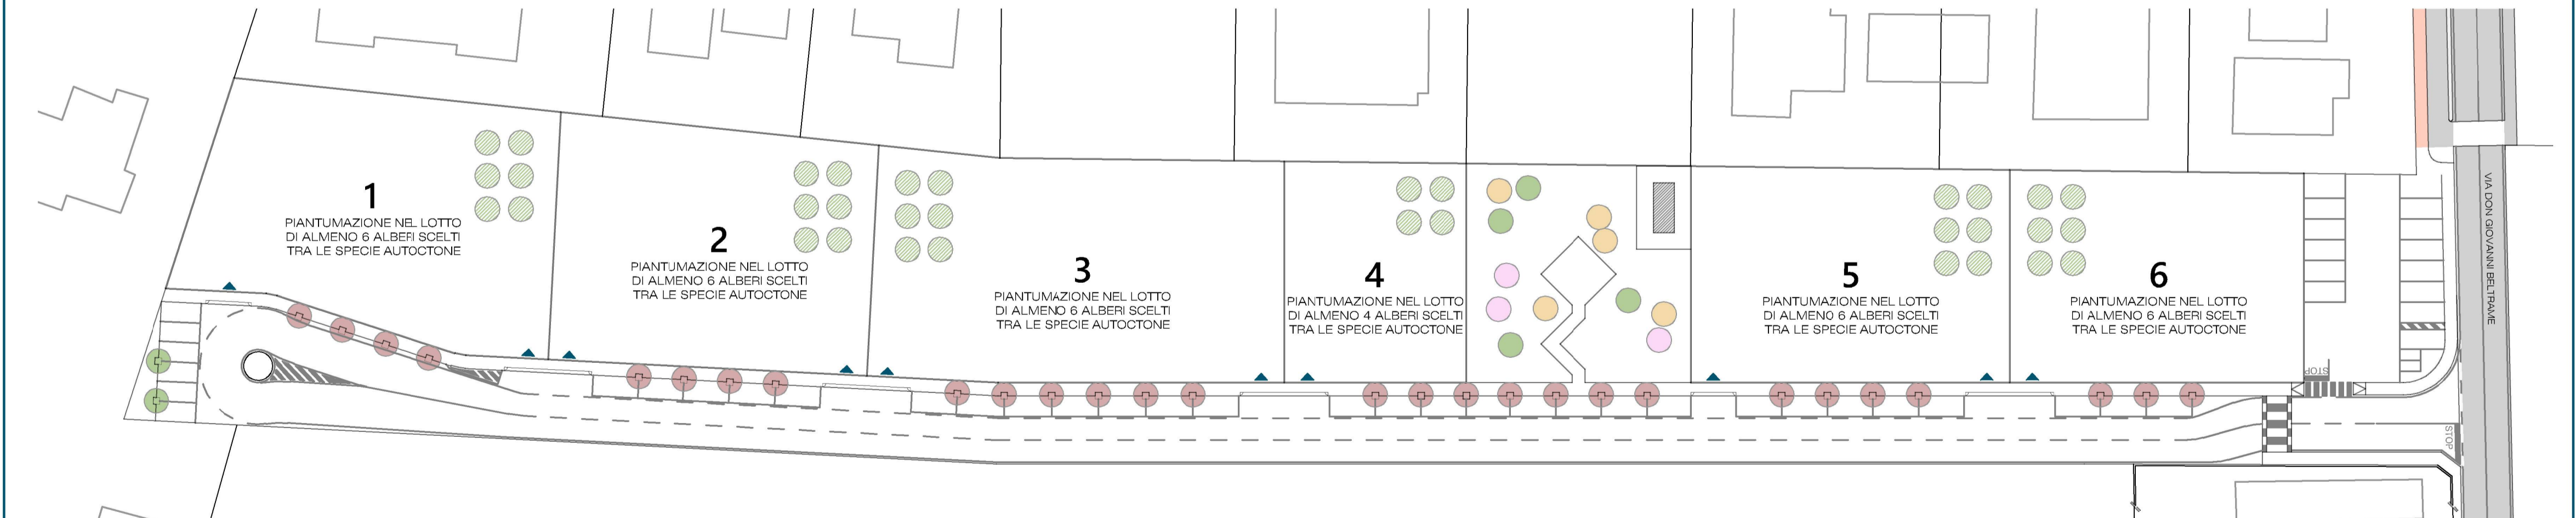 1
PIANTUMAZIONE NEL LOTTO
DI ALMENO 6 ALBERI SCELTI
TRA LE SPECIE AUTOCTONE
2
PIANTUMAZIONE NEL LOTTO
DI ALMENO 6 ALBERI SCELTI
TRA LE SPECIE AUTOCTONE
3
PIANTUMAZIONE NEL LOTTO
DI ALMENO 6 ALBERI SCELTI
TRA LE SPECIE AUTOCTONE
4
PIANTUMAZIONE NEL LOTTO
DI ALMENO 4 ALBERI SCELTI
TRA LE SPECIE AUTOCTONE
5
PIANTUMAZIONE NEL LOTTO
DI ALMENO 6 ALBERI SCELTI
TRA LE SPECIE AUTOCTONE
6
PIANTUMAZIONE NEL LOTTO
DI ALMENO 6 ALBERI SCELTI
TRA LE SPECIE AUTOCTONE
STOP
STOP
VIA DON GIOVANNI BELTRAME